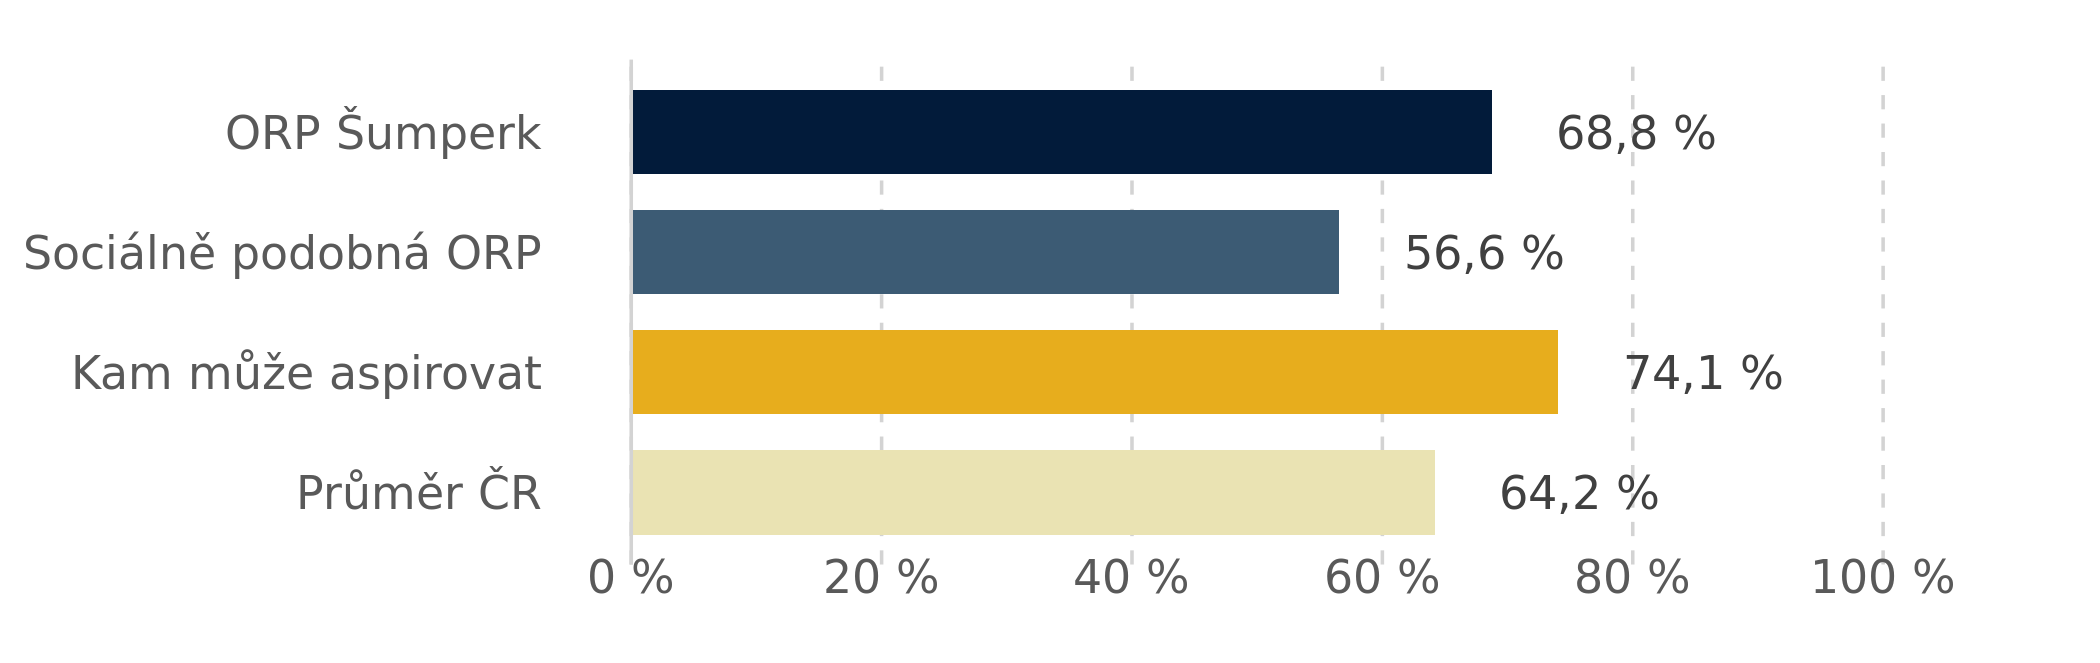 ORP Šumperk 68,8 %
Sociálně podobná ORP 56,6 %
Kam může aspirovat 74,1 %
Průměr ČR 64,2 %
0 % 20 % 40 % 60 % 80 % 100 %